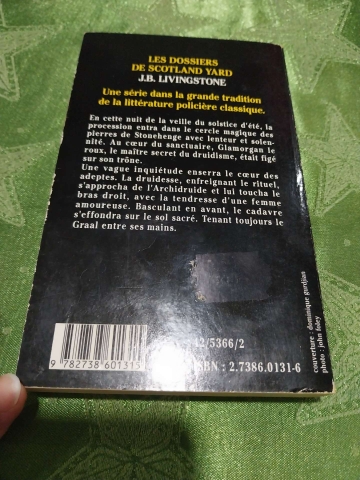 LES DOSSIERS
DE SCOTLAND YARD
J.B. LIVINGSTONE
Une série dans la grande tradition
de la littérature policière classique.
En cette nuit de la veille du solstice d'été, la
procession entra dans le cercle magique des
pierres de Stonehenge avec lenteur et solen-
nité. Au cœur du sanctuaire, Glamorgan le
roux, le maître secret du druidisme, était figé
sur son trône.
Une vague inquiétude enserra le cœur des
adeptes. La druidesse, enfreignant le rituel,
s'approcha de l'Archidruide et lui toucha le
bras droit, avec la tendresse d'une femme
amoureuse. Basculant en avant, le cadavre
s'effondra sur le sol sacré. Tenant toujours le
Graal entre ses mains.
42/5366/2
ISBN : 2.7386.0131-6
9 782738 601315
couverture : dominique gurdjian
photo : john foley